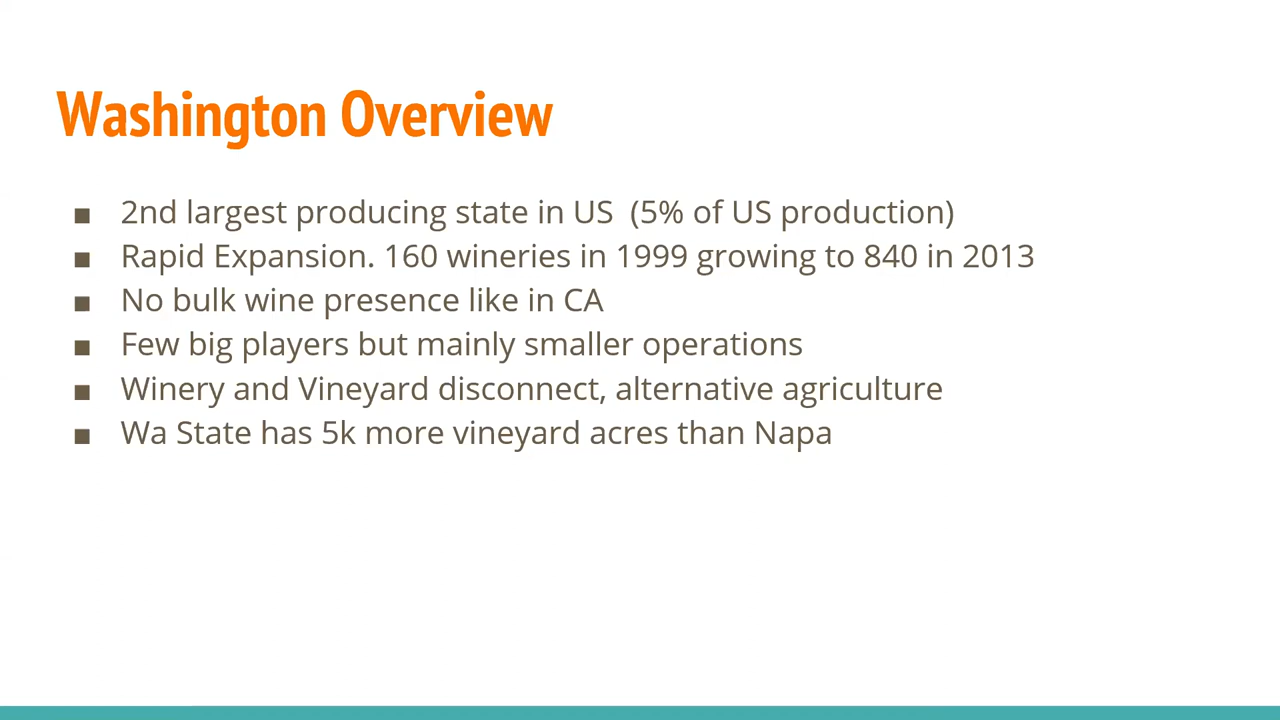 Washington Overview
■ 2nd largest producing state in US (5% of US production)
■ Rapid Expansion. 160 wineries in 1999 growing to 840 in 2013
■ No bulk wine presence like in CA
■ Few big players but mainly smaller operations
■ Winery and Vineyard disconnect, alternative agriculture
■ Wa State has 5k more vineyard acres than Napa